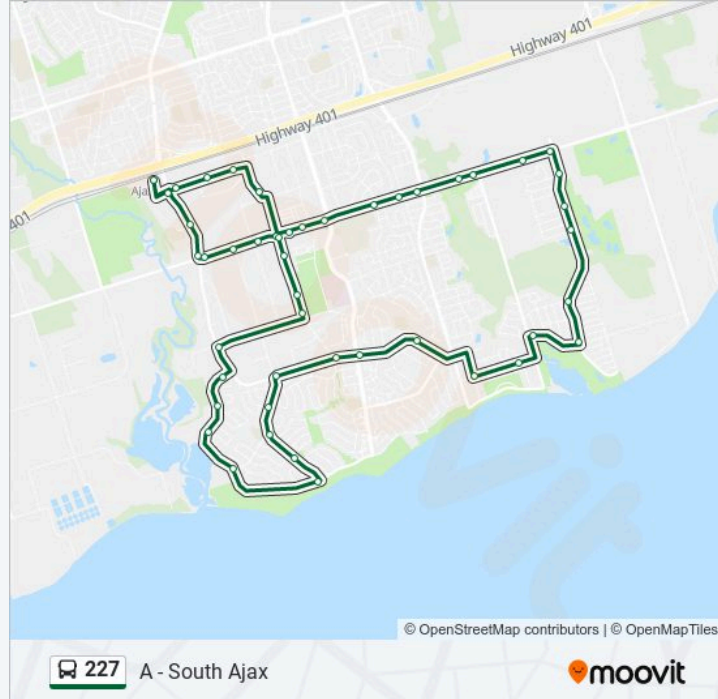 Highway 401
Highway 401
Aja
401
© OpenStreetMap contributors | © OpenMapTiles
227 A - South Ajax
moovit